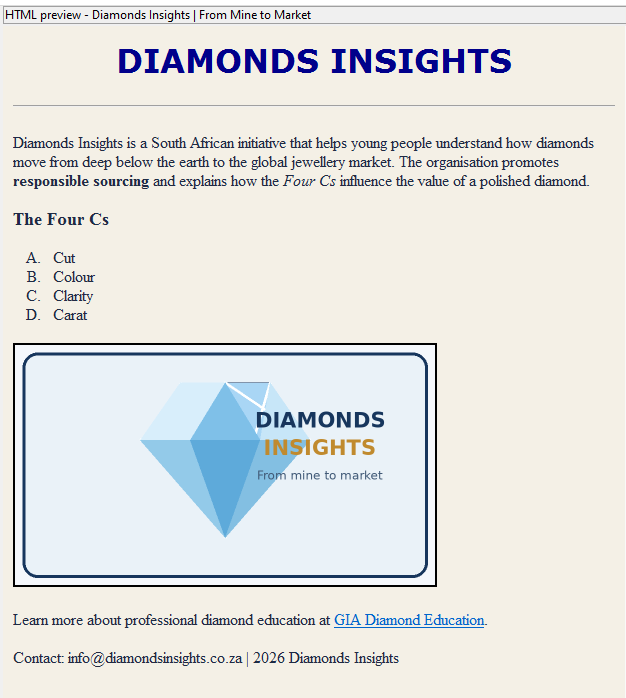 HTML preview - Diamonds Insights | From Mine to Market
DIAMONDS INSIGHTS
Diamonds Insights is a South African initiative that helps young people understand how diamonds
move from deep below the earth to the global jewellery market. The organisation promotes
responsible sourcing and explains how the Four Cs influence the value of a polished diamond.
The Four Cs
A. Cut
B. Colour
C. Clarity
D. Carat
DIAMONDS
INSIGHTS
From mine to market
Learn more about professional diamond education at GIA Diamond Education.
Contact: info@diamondsinsights.co.za | 2026 Diamonds Insights